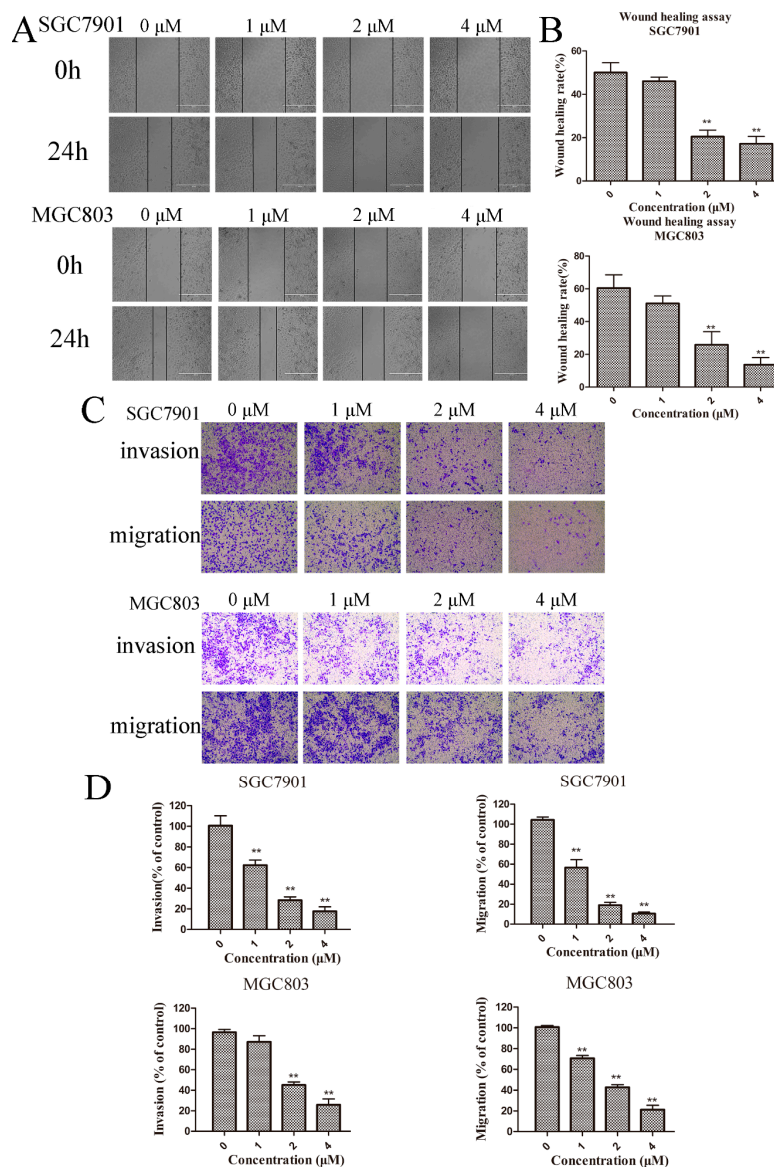 A
SGC7901 0 μM 1 μM 2 μM 4 μM
0h
24h
MGC803 0 μM 1 μM 2 μM 4 μM
0h
24h
B
Wound healing assay
SGC7901
Wound healing rate(%)
60
40
20
0
** **
0 1 2 4
Concentration (μM)
Wound healing assay
MGC803
Wound healing rate(%)
80
60
40
20
0
** **
0 1 2 4
Concentration (μM)
C
SGC7901 0 μM 1 μM 2 μM 4 μM
invasion
migration
MGC803 0 μM 1 μM 2 μM 4 μM
invasion
migration
D
SGC7901
Invasion(% of control)
120
100
80
60
40
20
0
** ** **
0 1 2 4
Concentration (μM)
SGC7901
Migration (% of control)
120
100
80
60
40
20
0
** ** **
0 1 2 4
Concentration (μM)
MGC803
Invasion (% of control)
120
100
80
60
40
20
0
** **
0 1 2 4
Concentration (μM)
MGC803
Migration (% of control)
120
100
80
60
40
20
0
** ** **
0 1 2 4
Concentration (μM)